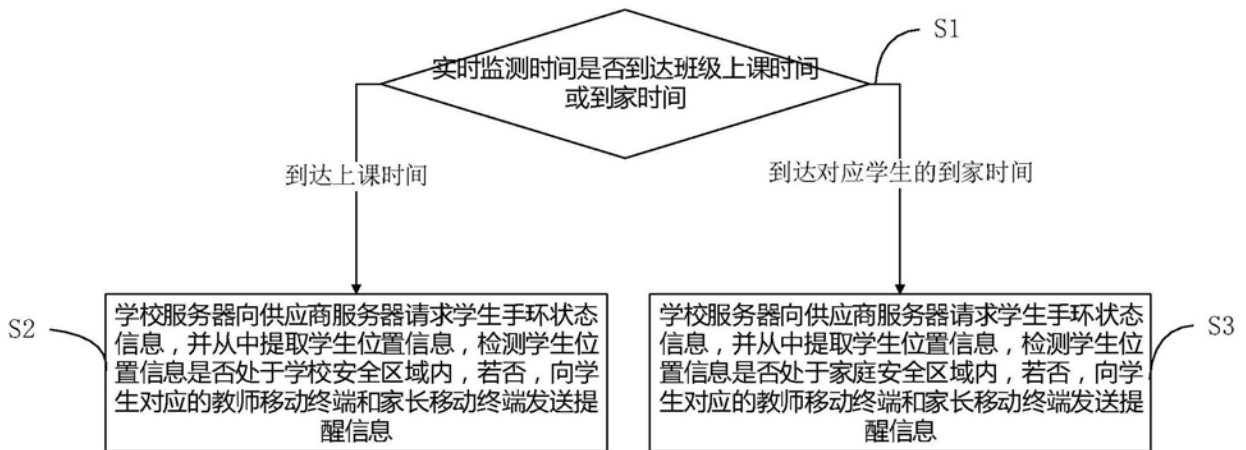 S1
实时监测时间是否到达班级上课时间
或到家时间
到达上课时间
到达对应学生的到家时间
S2
学校服务器向供应商服务器请求学生手环状态
信息，并从中提取学生位置信息，检测学生位
置信息是否处于学校安全区域内，若否，向学
生对应的教师移动终端和家长移动终端发送提
醒信息
学校服务器向供应商服务器请求学生手环状态
信息，并从中提取学生位置信息，检测学生位
置信息是否处于家庭安全区域内，若否，向学
生对应的教师移动终端和家长移动终端发送提
醒信息
S3